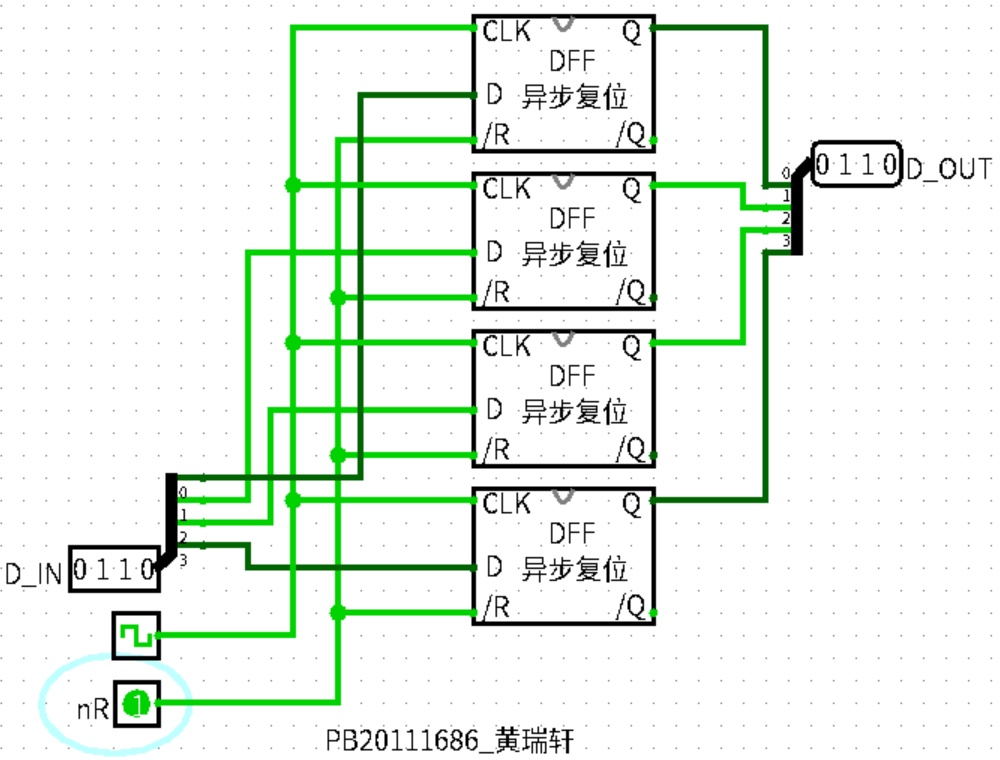 CLK Q
DFF
D 异步复位
/R /Q
0110 D_OUT
0
1
2
3
CLK Q
DFF
D 异步复位
/R /Q
CLK Q
DFF
D 异步复位
/R /Q
CLK Q
DFF
D 异步复位
/R /Q
0
1
2
3
D_IN 0110
nR 1
PB20111686_黄瑞轩